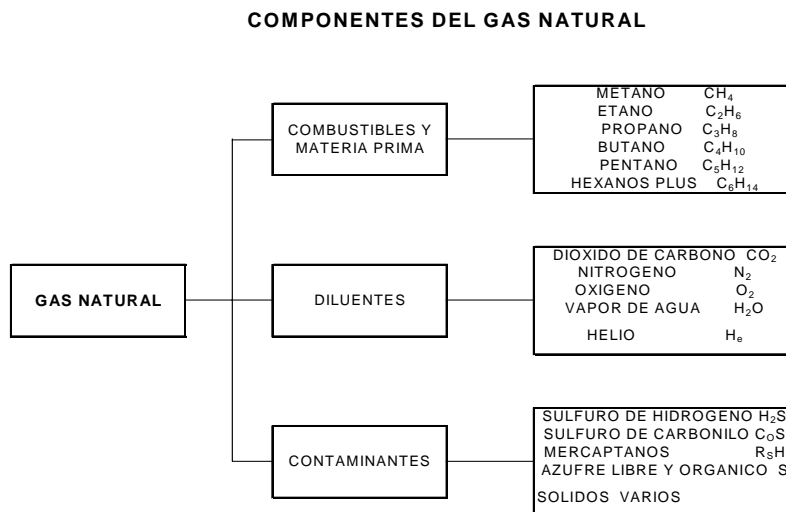 COMPONENTES DEL GAS NATURAL
GAS NATURAL
COMBUSTIBLES Y
MATERIA PRIMA
METANO CH₄
ETANO C₂H₆
PROPANO C₃H₈
BUTANO C₄H₁₀
PENTANO C₅H₁₂
HEXANOS PLUS C₆H₁₄
DILUENTES
DIOXIDO DE CARBONO CO₂
NITROGENO N₂
OXIGENO O₂
VAPOR DE AGUA H₂O
HELIO Hₑ
CONTAMINANTES
SULFURO DE HIDROGENO H₂S
SULFURO DE CARBONILO CₒS
MERCAPTANOS RₛH
AZUFRE LIBRE Y ORGANICO S
SOLIDOS VARIOS